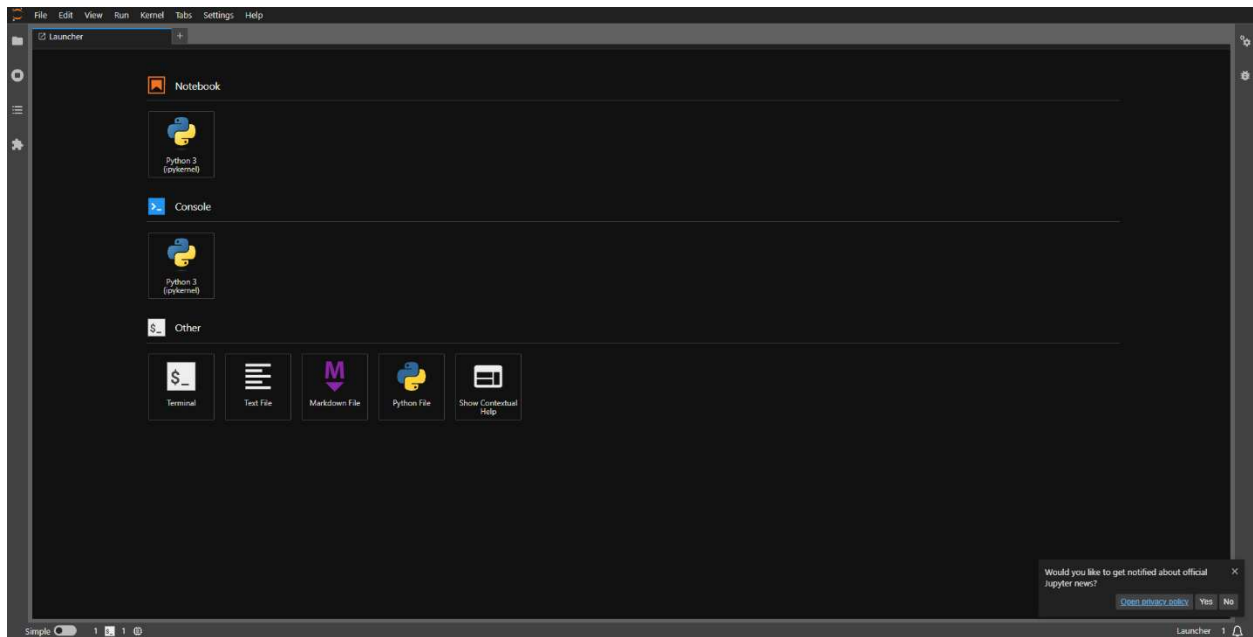 File Edit View Run Kernel Tabs Settings Help
Launcher +
Notebook
Python 3
(ipykernel)
>_ Console
Python 3
(ipykernel)
$_ Other
$_
M
Terminal
Text File
Markdown File
Python File
Show Contextual
Help
Would you like to get notified about official
Jupyter news?
Open privacy policy Yes No
Simple 1 $_ 1
Launcher 1